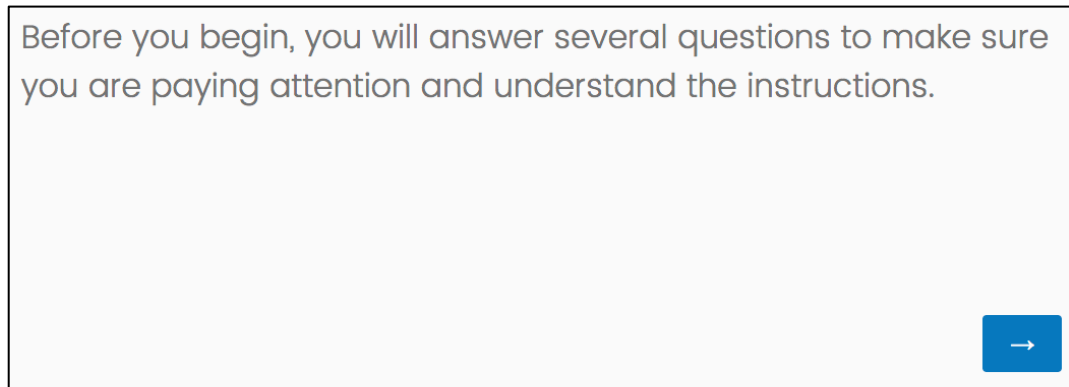 Before you begin, you will answer several questions to make sure
you are paying attention and understand the instructions.
→